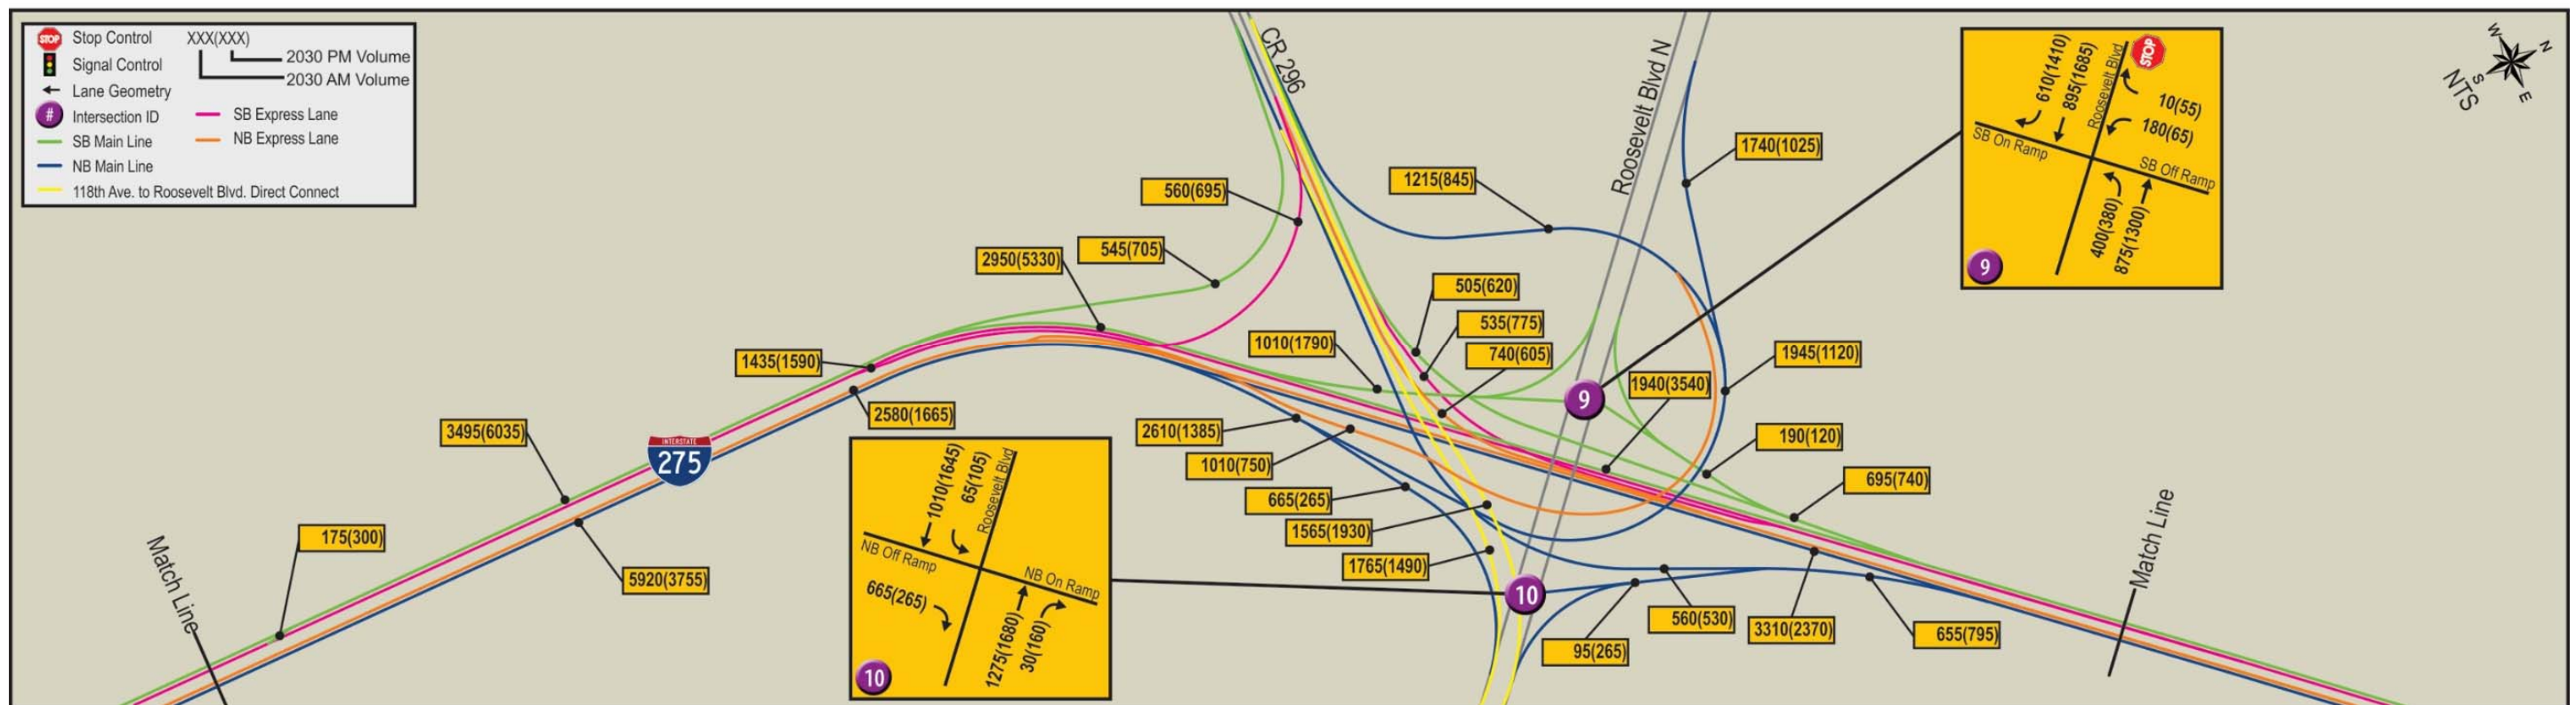 Stop Control
XXX(XXX)
2030 PM Volume
Signal Control
2030 AM Volume
Lane Geometry
# Intersection ID
SB Express Lane
SB Main Line
NB Express Lane
NB Main Line
118th Ave. to Roosevelt Blvd. Direct Connect
STOP
CR 296
Roosevelt Blvd N
1740(1025)
1215(845)
560(695)
545(705)
2950(5330)
505(620)
535(775)
1010(1790)
740(605)
1435(1590)
1945(1120)
1940(3540)
2580(1665)
3495(6035)
INTERSTATE
275
2610(1385)
190(120)
1010(750)
695(740)
665(265)
1565(1930)
1765(1490)
175(300)
5920(3755)
560(530)
3310(2370)
655(795)
95(265)
Match Line
Match Line
9
10
610(1410)
895(1685)
Roosevelt Blvd
STOP
10(55)
180(65)
SB On Ramp
SB Off Ramp
400(380)
875(1300)
9
1010(1645)
65(105)
Roosevelt Blvd
NB Off Ramp
NB On Ramp
665(265)
1275(1680)
30(160)
10
W
N
S
E
NTS